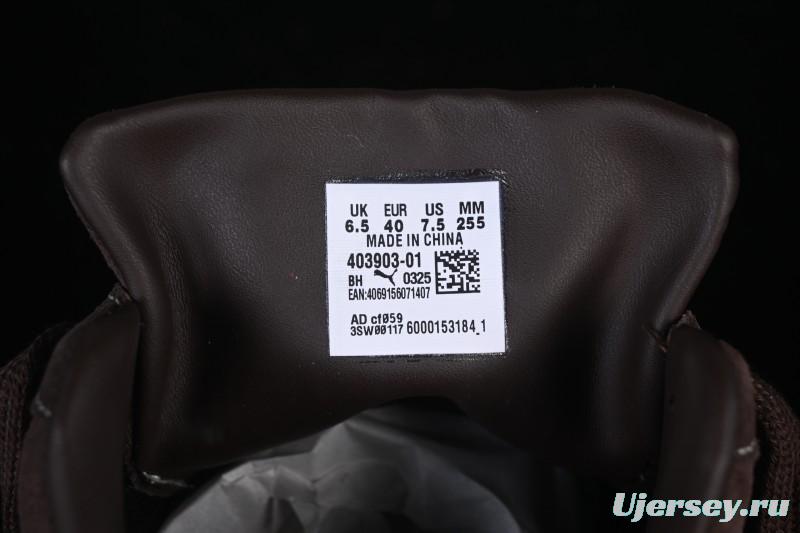 UK EUR US MM
6.5 40 7.5 255
MADE IN CHINA
403903-01
BH 0325
EAN:4069156071407
AD cf059
3SW00117 6000153184_1
Ujersey.ru